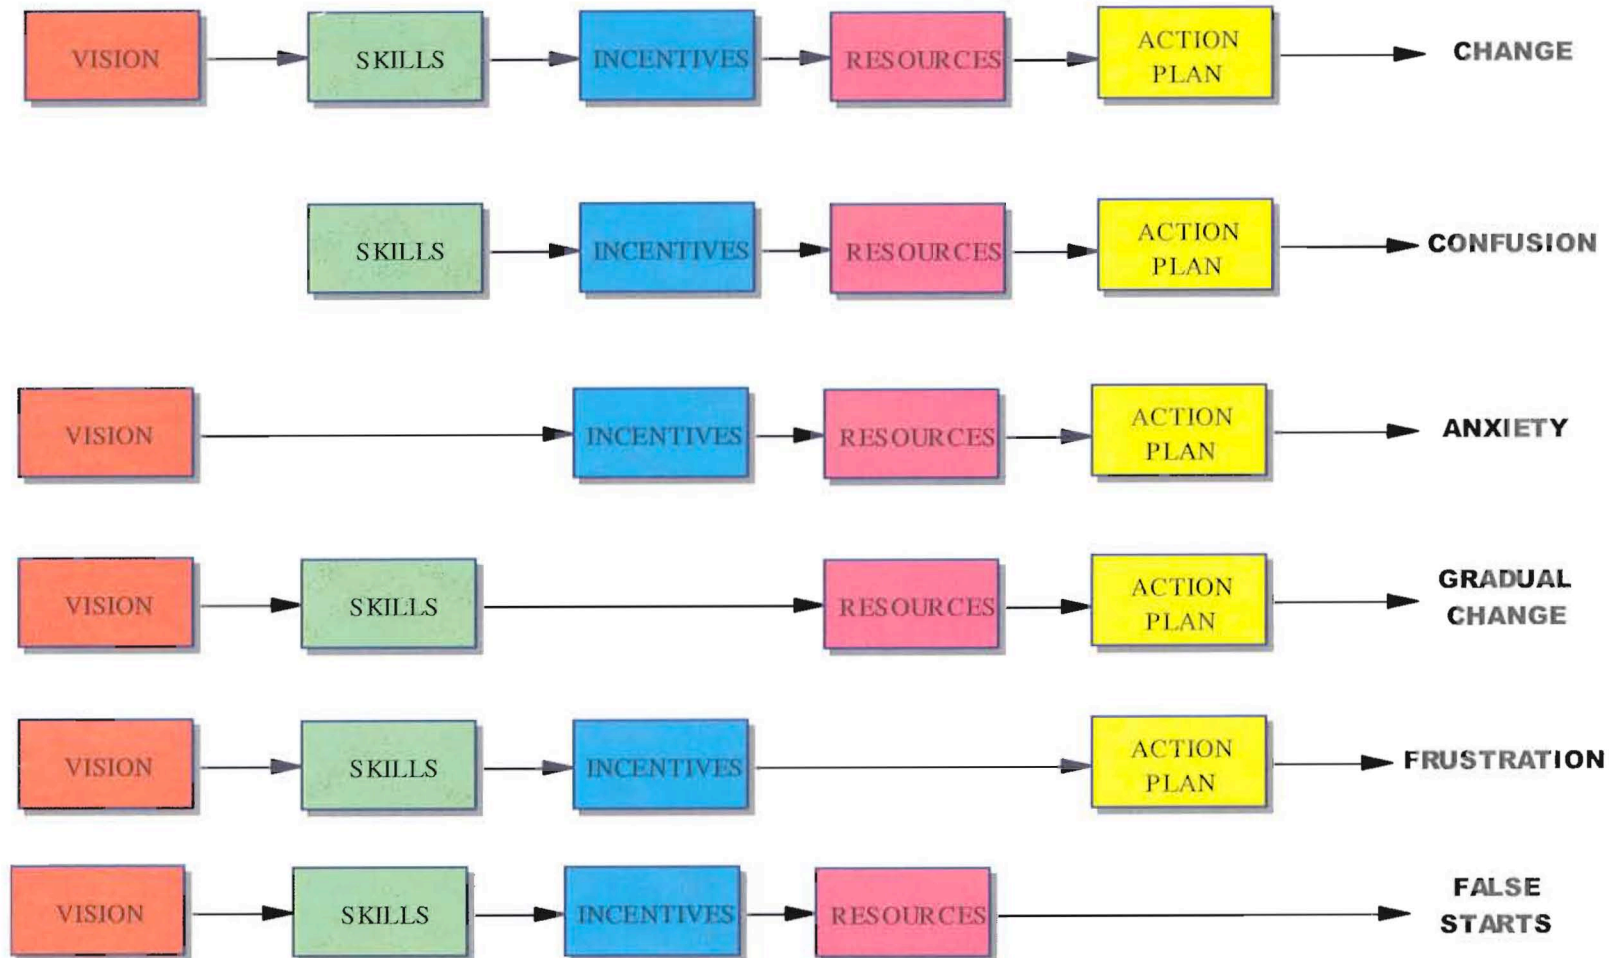 VISION
SKILLS
INCENTIVES
RESOURCES
ACTION
PLAN
CHANGE
SKILLS
INCENTIVES
RESOURCES
ACTION
PLAN
CONFUSION
VISION
INCENTIVES
RESOURCES
ACTION
PLAN
ANXIETY
VISION
SKILLS
RESOURCES
ACTION
PLAN
GRADUAL
CHANGE
VISION
SKILLS
INCENTIVES
ACTION
PLAN
FRUSTRATION
VISION
SKILLS
INCENTIVES
RESOURCES
FALSE
STARTS